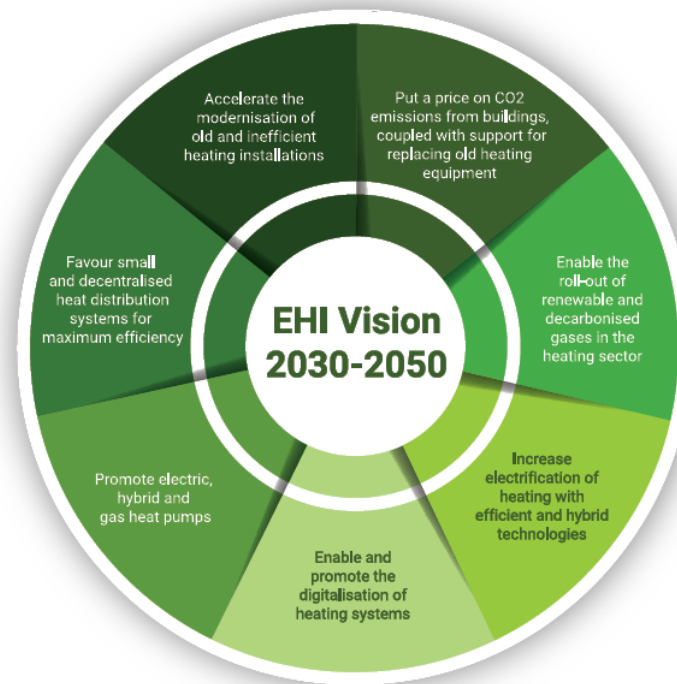 EHI Vision
2030-2050
Put a price on CO2
emissions from buildings,
coupled with support for
replacing old heating
equipment
Enable the
roll-out of
renewable and
decarbonised
gases in the
heating sector
Increase
electrification of
heating with
efficient and hybrid
technologies
Enable and
promote the
digitalisation of
heating systems
Promote electric,
hybrid and
gas heat pumps
Favour small
and decentralised
heat distribution
systems for
maximum efficiency
Accelerate the
modernisation of
old and inefficient
heating installations